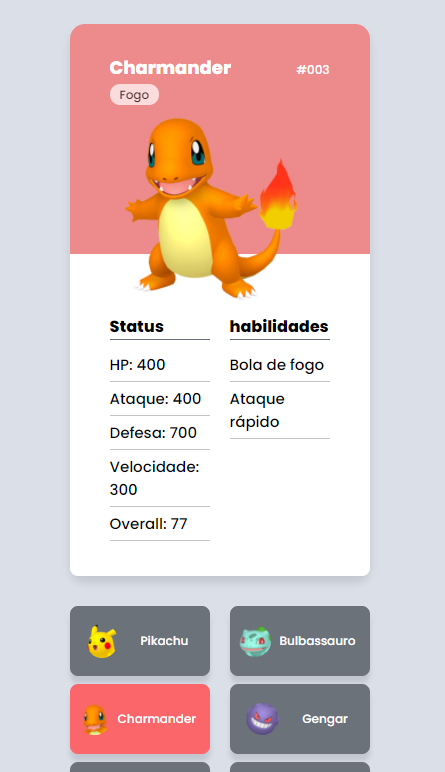 Charmander
#003
Fogo
Status
habilidades
HP: 400
Bola de fogo
Ataque: 400
Ataque
rápido
Defesa: 700
Velocidade:
300
Overall: 77
Pikachu
Bulbassauro
Charmander
Gengar